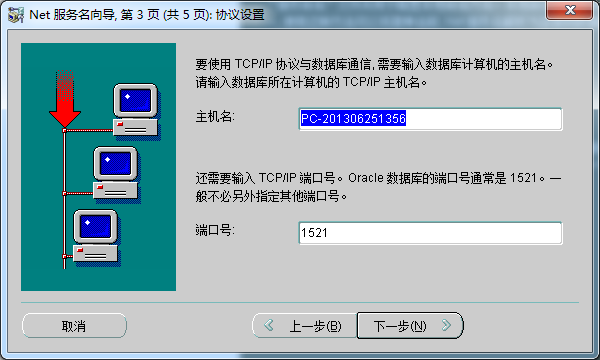 Net 服务名向导, 第 3 页 (共 5 页): 协议设置
要使用 TCP/IP 协议与数据库通信, 需要输入数据库计算机的主机名。
请输入数据库所在计算机的 TCP/IP 主机名。
主机名:
PC-201306251356
还需要输入 TCP/IP 端口号。Oracle 数据库的端口号通常是 1521。一
般不必另外指定其他端口号。
端口号:
1521
取消
上一步(B)
下一步(N)